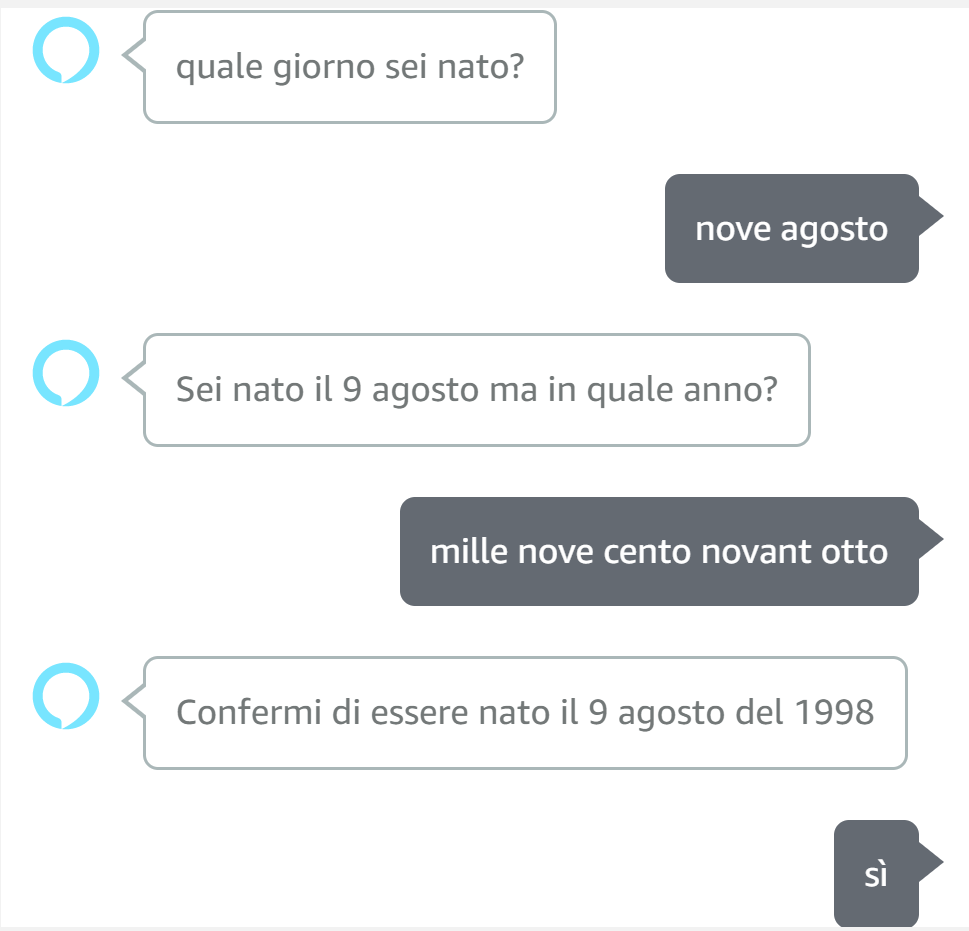 quale giorno sei nato?
nove agosto
Sei nato il 9 agosto ma in quale anno?
mille nove cento novant otto
Confermi di essere nato il 9 agosto del 1998
sì